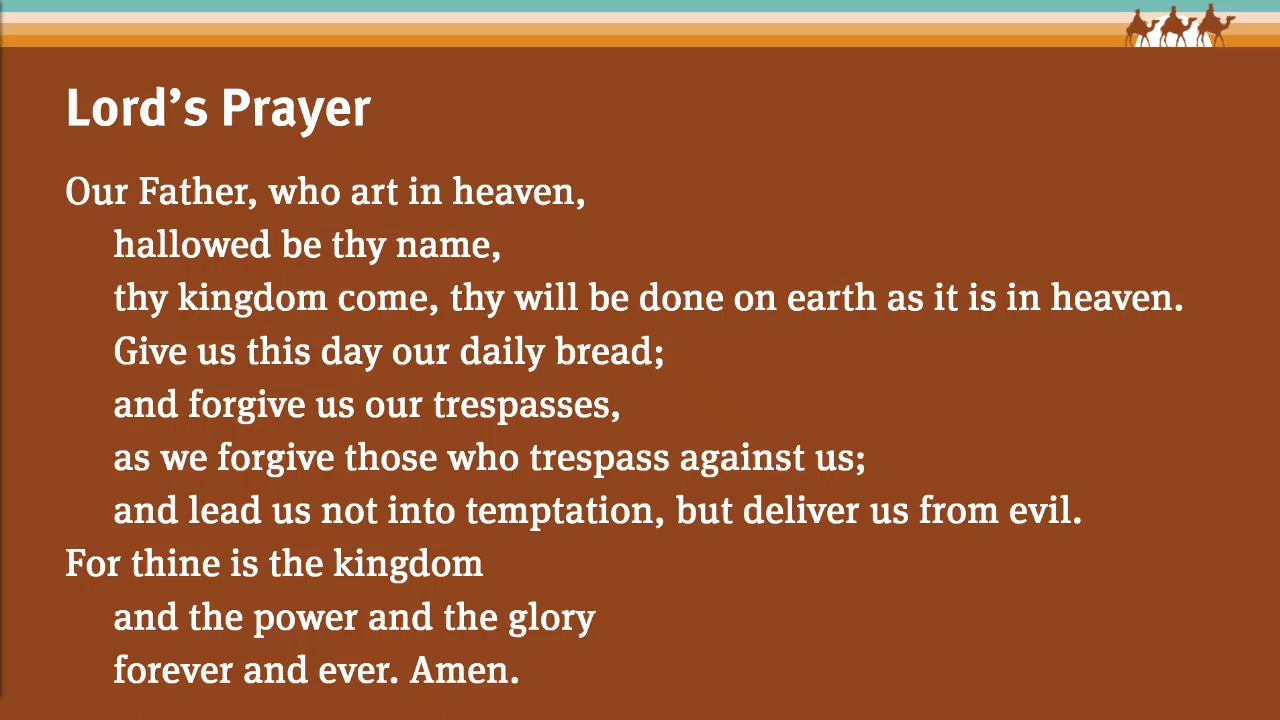 Lord’s Prayer
Our Father, who art in heaven,
hallowed be thy name,
thy kingdom come, thy will be done on earth as it is in heaven.
Give us this day our daily bread;
and forgive us our trespasses,
as we forgive those who trespass against us;
and lead us not into temptation, but deliver us from evil.
For thine is the kingdom
and the power and the glory
forever and ever. Amen.